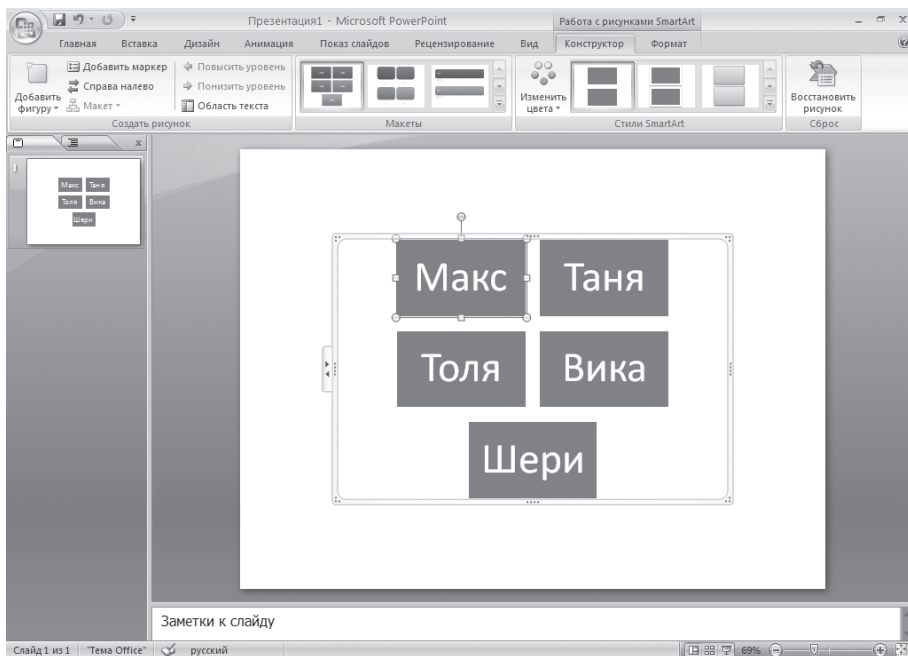 Презентация1 - Microsoft PowerPoint
Работа с рисунками SmartArt
Главная Вставка Дизайн Анимация Показ слайдов Рецензирование Вид Конструктор Формат
Добавить фигуру
Добавить маркер
Справа налево
Макет
Повысить уровень
Понизить уровень
Область текста
Изменить цвета
Восстановить рисунок
Создать рисунок Макеты Стили SmartArt Сброс
1
Макс Таня
Толя Вика
Шери
Макс Таня
Толя Вика
Шери
Заметки к слайду
Слайд 1 из 1 "Тема Office" русский 69%